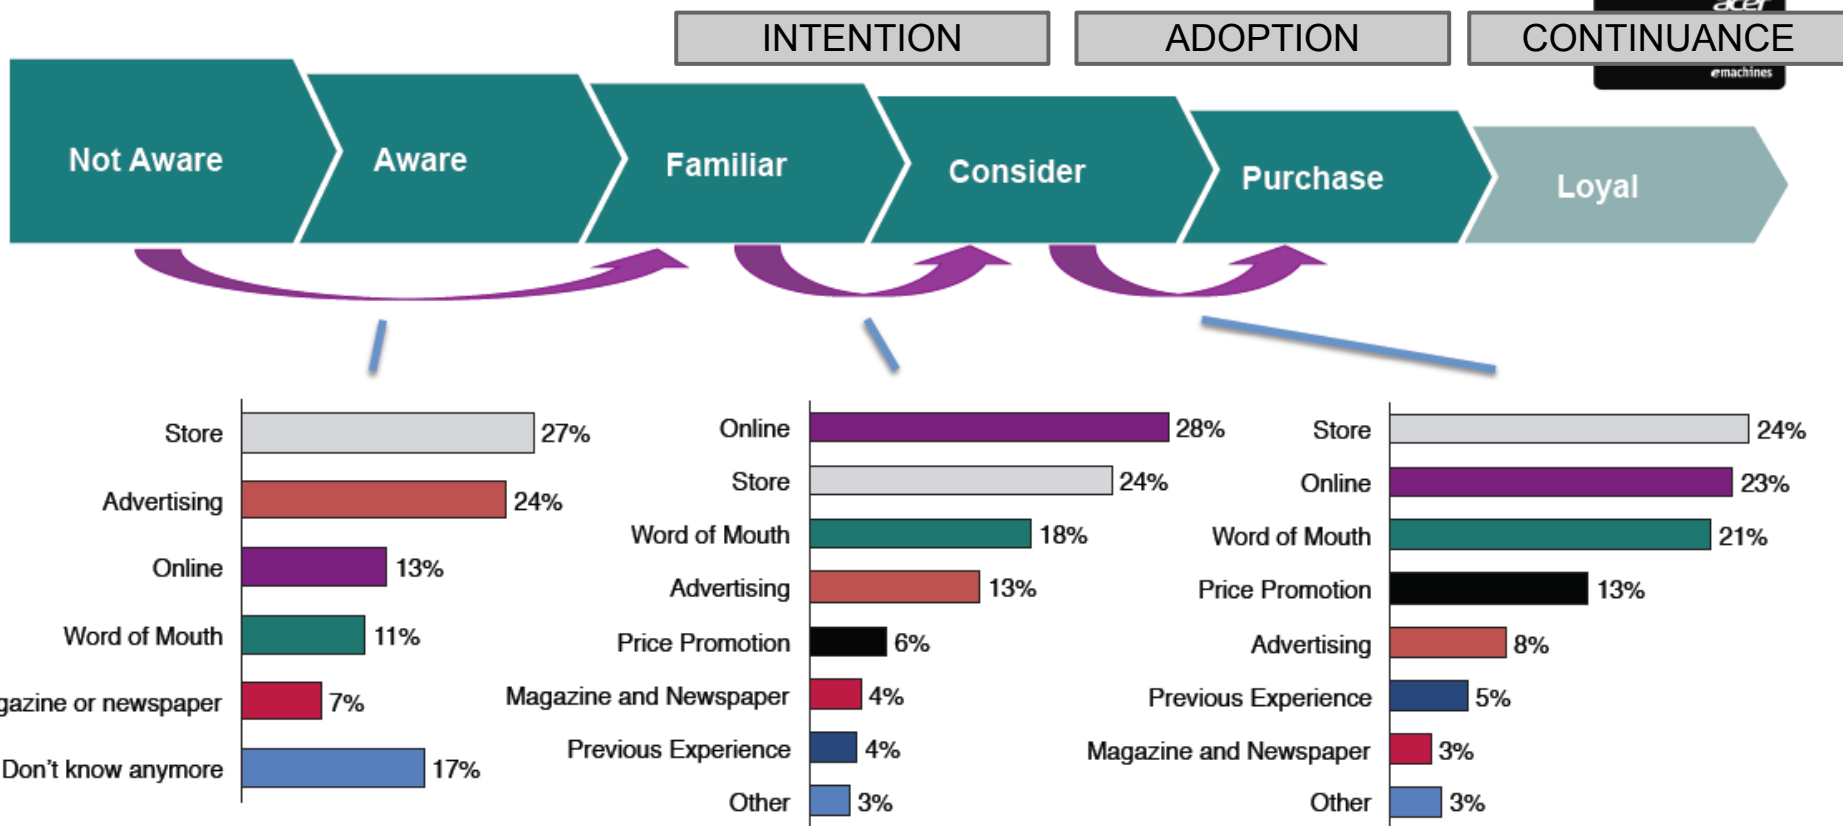 acer
INTENTION
ADOPTION
CONTINUANCE
emachines
Not Aware
Aware
Familiar
Consider
Purchase
Loyal
Store 27%
Advertising 24%
Online 13%
Word of Mouth 11%
gazine or newspaper 7%
Don't know anymore 17%
Online 28%
Store 24%
Word of Mouth 18%
Advertising 13%
Price Promotion 6%
Magazine and Newspaper 4%
Previous Experience 4%
Other 3%
Store 24%
Online 23%
Word of Mouth 21%
Price Promotion 13%
Advertising 8%
Previous Experience 5%
Magazine and Newspaper 3%
Other 3%